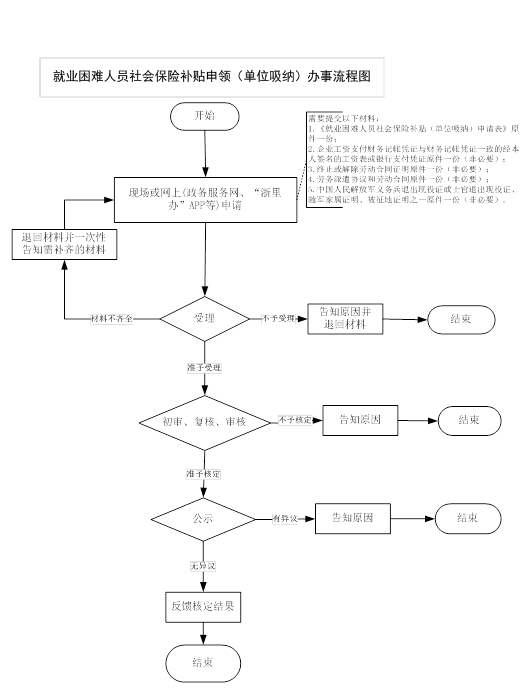 就业困难人员社会保险补贴申领（单位吸纳）办事流程图
开始
需要提交以下材料：
1.《就业困难人员社会保险补贴（单位吸纳）申请表》原
件一份；
2.企业工资支付财务记帐凭证与财务记帐凭证一致的经本
人签名的工资表或银行支付凭证原件一份（非必要）；
3.终止或解除劳动合同证明原件一份（非必要）；
4.劳务派遣协议和劳动合同原件一份（非必要）；
5.中国人民解放军义务兵退出现役证或士官退出现役证、
随军家属证明、被征地证明之一原件一份（非必要）。
现场或网上(政务服务网、“浙里
办”APP等)申请
退回材料并一次性
告知需补齐的材料
材料不齐全
受理
不予受理
告知原因并
退回材料
结束
准予受理
初审、复核、审核
不予核定
告知原因
结束
准予核定
公示
有异议
告知原因
结束
无异议
反馈核定结果
结束